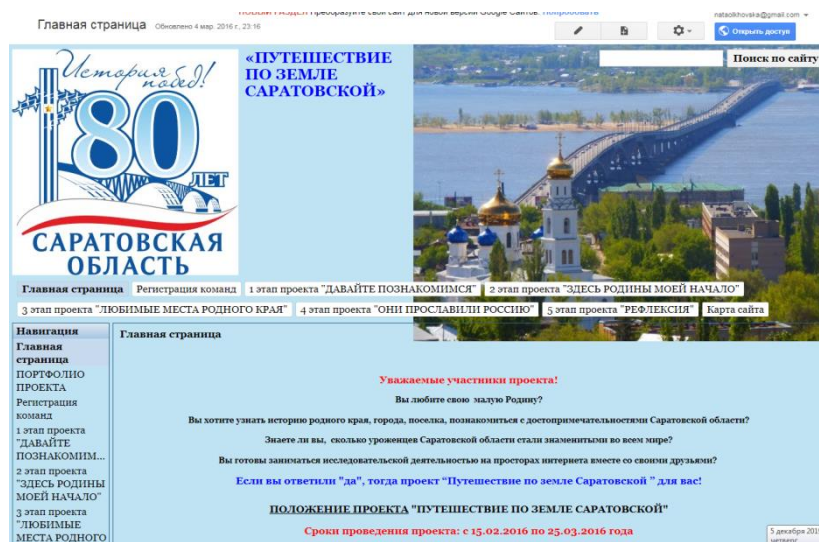 НОВЫЙ РАЗДЕЛ Преобразуйте свой сайт для новой версии Google Сайтов. Попробовать
nataolkhovska@gmail.com
Главная страница Обновлено 4 мар. 2016 г., 23:16
Открыть доступ
История побед!
80
ЛЕТ
САРАТОВСКАЯ
ОБЛАСТЬ
«ПУТЕШЕСТВИЕ
ПО ЗЕМЛЕ
САРАТОВСКОЙ»
Поиск по сайту
Главная страница Регистрация команд 1 этап проекта "ДАВАЙТЕ ПОЗНАКОМИМСЯ" 2 этап проекта "ЗДЕСЬ РОДИНЫ МОЕЙ НАЧАЛО"
3 этап проекта "ЛЮБИМЫЕ МЕСТА РОДНОГО КРАЯ" 4 этап проекта "ОНИ ПРОСЛАВИЛИ РОССИЮ" 5 этап проекта "РЕФЛЕКСИЯ" Карта сайта
Навигация
Главная
страница
ПОРТФОЛИО
ПРОЕКТА
Регистрация
команд
1 этап проекта
"ДАВАЙТЕ
ПОЗНАКОМИМ...
2 этап проекта
"ЗДЕСЬ РОДИНЫ
МОЕЙ НАЧАЛО"
3 этап проекта
"ЛЮБИМЫЕ
МЕСТА РОДНОГО
Главная страница
Уважаемые участники Проекта!
Вы любите свою малую Родину?
Вы хотите узнать историю родного края, города, поселка, познакомиться с достопримечательностями Саратовской области?
Знаете ли вы, сколько уроженцев Саратовской области стали знаменитыми во всем мире?
Вы готовы заниматься исследовательской деятельностью на просторах интернета вместе со своими друзьями?
Если вы ответили "да", тогда проект “Путешествие по земле Саратовской ” для вас!
ПОЛОЖЕНИЕ ПРОЕКТА "ПУТЕШЕСТВИЕ ПО ЗЕМЛЕ САРАТОВСКОЙ"
Сроки проведения проекта: с 15.02.2016 по 25.03.2016 года
5 декабря 201
четверг